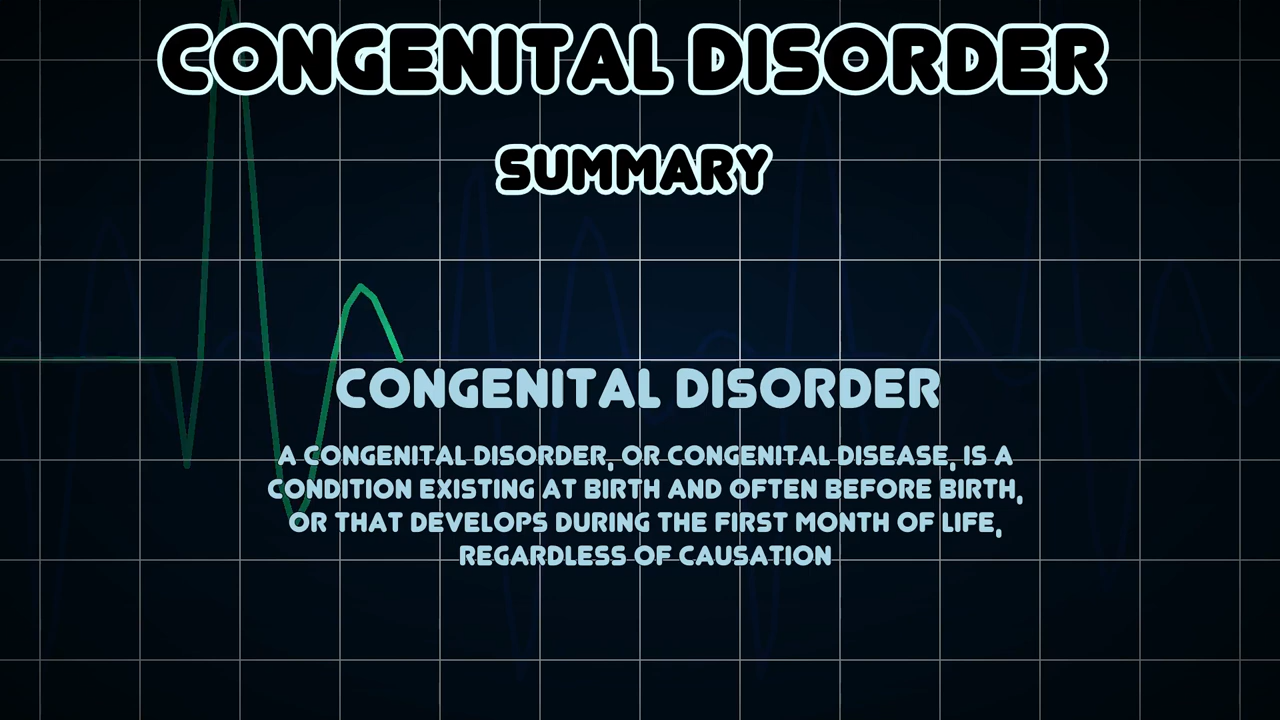 CONGENITAL DISORDER
SUMMARY
CONGENITAL DISORDER
A CONGENITAL DISORDER, OR CONGENITAL DISEASE, IS A
CONDITION EXISTING AT BIRTH AND OFTEN BEFORE BIRTH,
OR THAT DEVELOPS DURING THE FIRST MONTH OF LIFE,
REGARDLESS OF CAUSATION